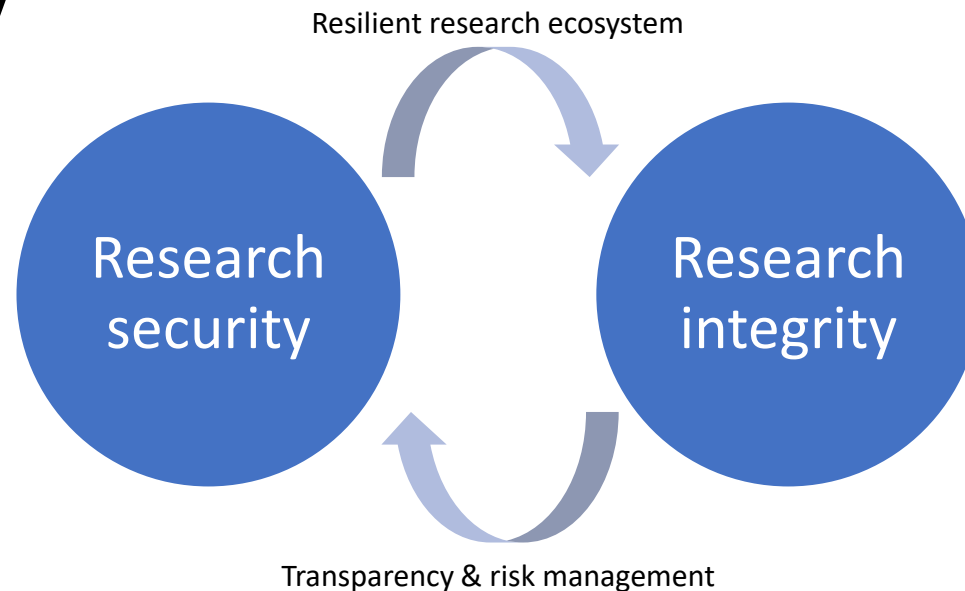 Resilient research ecosystem
Research
security
Research
integrity
Transparency & risk management